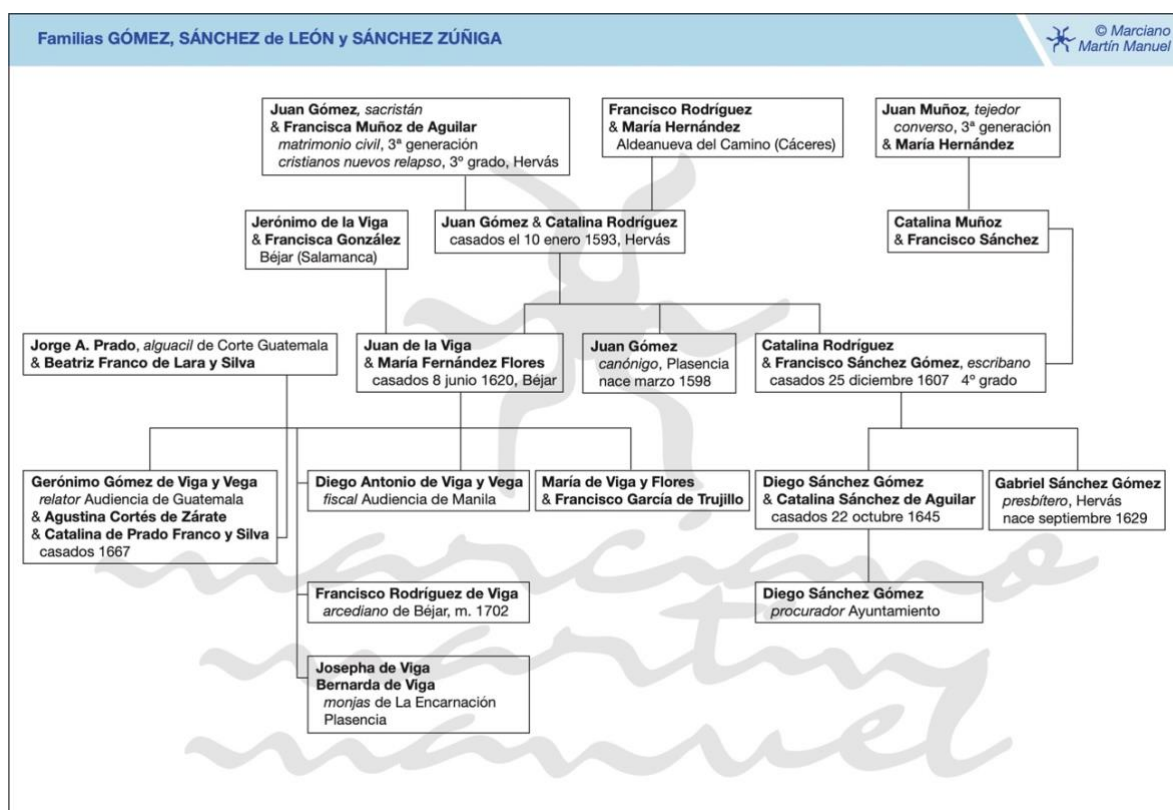 Familias GÓMEZ, SÁNCHEZ de LEÓN y SÁNCHEZ ZÚÑIGA
© Marciano
Martín Manuel
Juan Gómez, sacristán
& Francisca Muñoz de Aguilar
matrimonio civil, 3ª generación
cristianos nuevos relapso, 3º grado, Hervás
Francisco Rodríguez
& María Hernández
Aldeanueva del Camino (Cáceres)
Juan Muñoz, tejedor
converso, 3ª generación
& María Hernández
Jerónimo de la Viga
& Francisca González
Béjar (Salamanca)
Juan Gómez & Catalina Rodríguez
casados el 10 enero 1593, Hervás
Catalina Muñoz
& Francisco Sánchez
Jorge A. Prado, alguacil de Corte Guatemala
& Beatriz Franco de Lara y Silva
Juan de la Viga
& María Fernández Flores
casados 8 junio 1620, Béjar
Juan Gómez
canónigo, Plasencia
nace marzo 1598
Catalina Rodríguez
& Francisco Sánchez Gómez, escribano
casados 25 diciembre 1607 4º grado
Gerónimo Gómez de Viga y Vega
relator Audiencia de Guatemala
& Agustina Cortés de Zárate
& Catalina de Prado Franco y Silva
casados 1667
Diego Antonio de Viga y Vega
fiscal Audiencia de Manila
María de Viga y Flores
& Francisco García de Trujillo
Diego Sánchez Gómez
& Catalina Sánchez de Aguilar
casados 22 octubre 1645
Gabriel Sánchez Gómez
presbítero, Hervás
nace septiembre 1629
Francisco Rodríguez de Viga
arcediano de Béjar, m. 1702
Diego Sánchez Gómez
procurador Ayuntamiento
Josepha de Viga
Bernarda de Viga
monjas de La Encarnación
Plasencia
marciano
martín
manuel